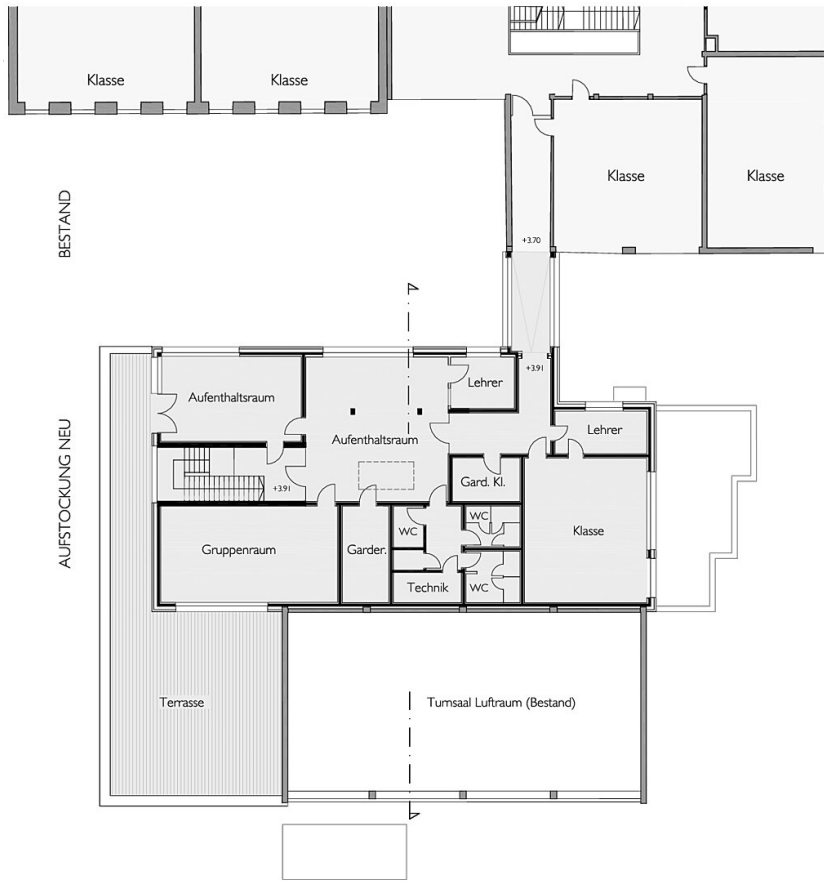 Klasse
Klasse
Klasse
Klasse
BESTAND
+3.70
+3.91
Lehrer
Aufenthaltsraum
Aufenthaltsraum
Lehrer
AUFSTOCKUNG NEU
+3.91
Gard. Kl.
WC
WC
Klasse
Gruppenraum
Garder.
Technik
WC
Terrasse
Turnsaal Luftraum (Bestand)